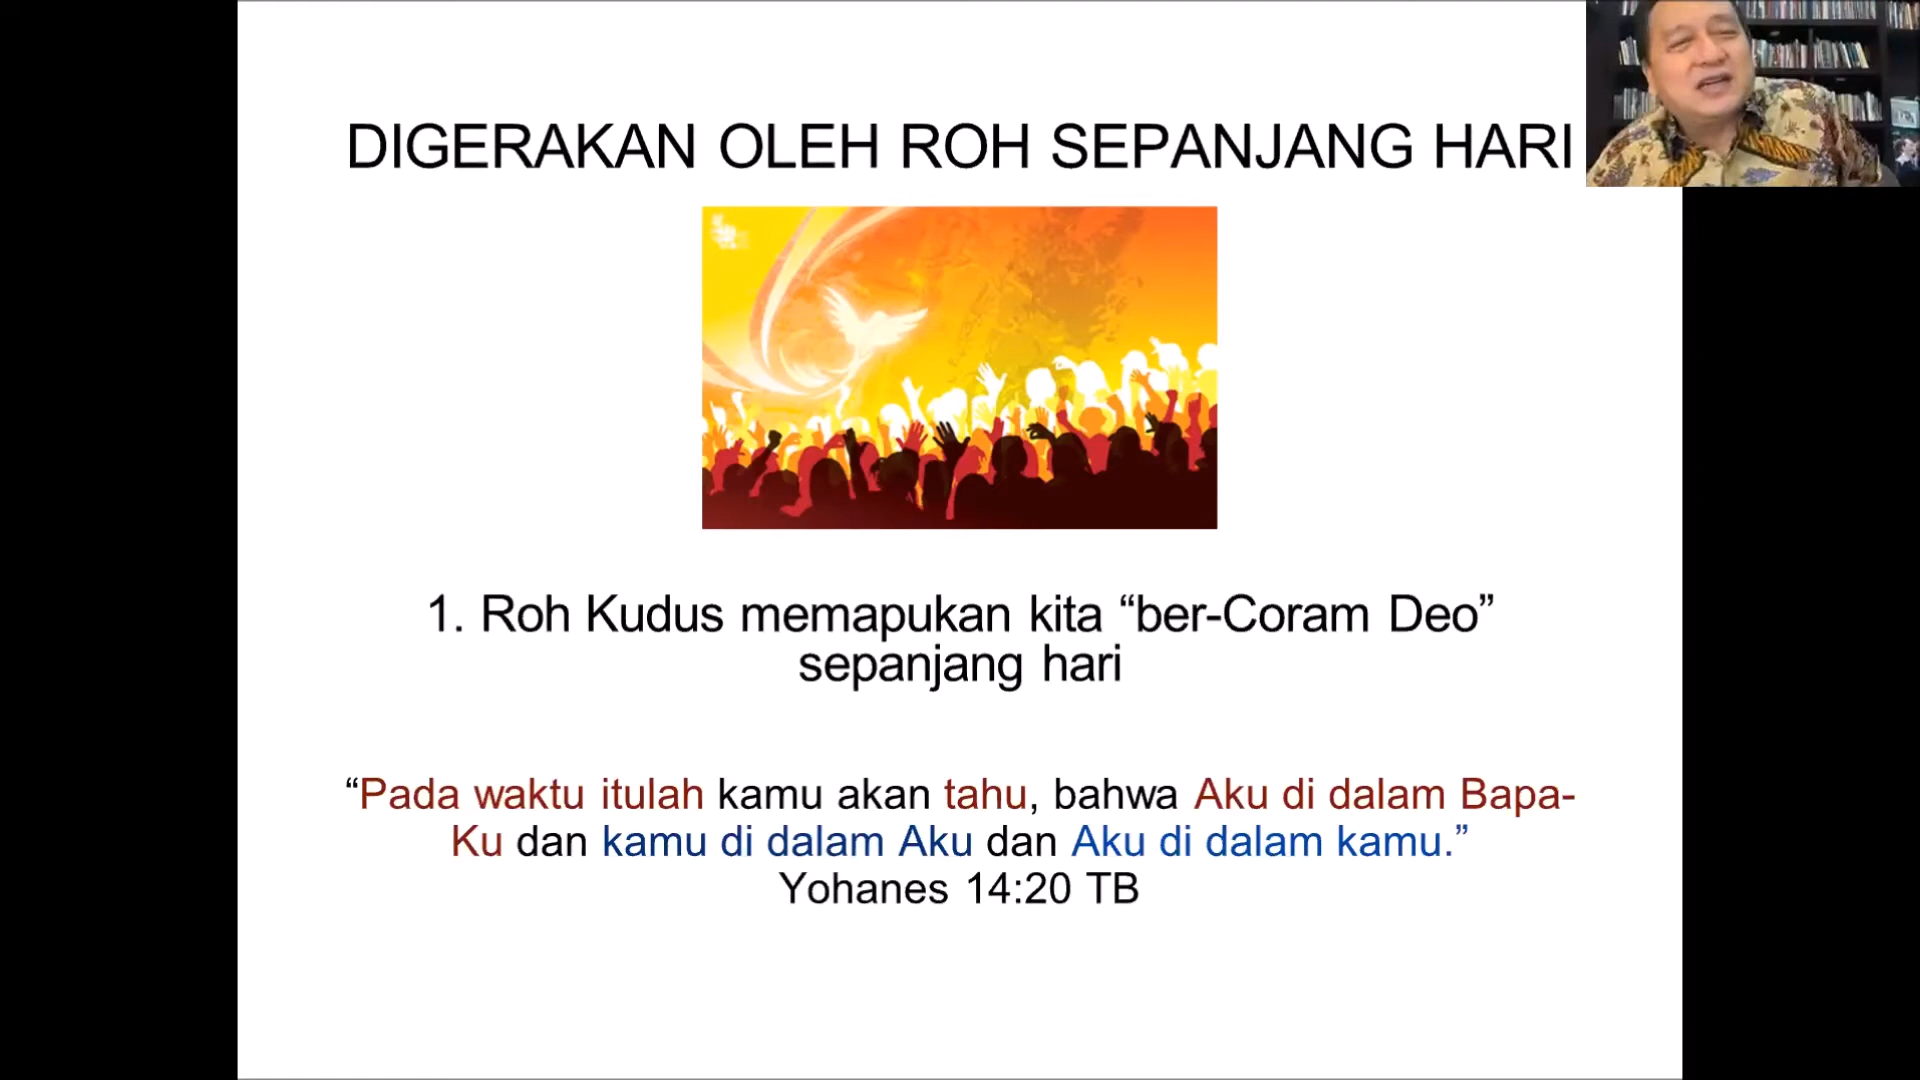 DIGERAKAN OLEH ROH SEPANJANG HARI
1. Roh Kudus memapukan kita “ber-Coram Deo”
sepanjang hari
“Pada waktu itulah kamu akan tahu, bahwa Aku di dalam Bapa-
Ku dan kamu di dalam Aku dan Aku di dalam kamu.”
Yohanes 14:20 TB